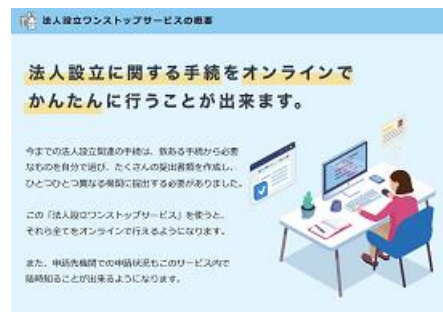 法人設立ワンストップサービスの概要
法人設立に関する手続をオンラインで
かんたんに行うことが出来ます。
今までの法人設立関連の手続は、数ある手続から必要
なものを自分で選び、たくさんの提出書類を作成し、
ひとつひとつ異なる機関に提出する必要がありました。
この「法人設立ワンストップサービス」を使うと、
それら全てをオンラインで行えるようになります。
また、申請先機関での申請状況もこのサービス内で
随時知ることが出来るようになります。